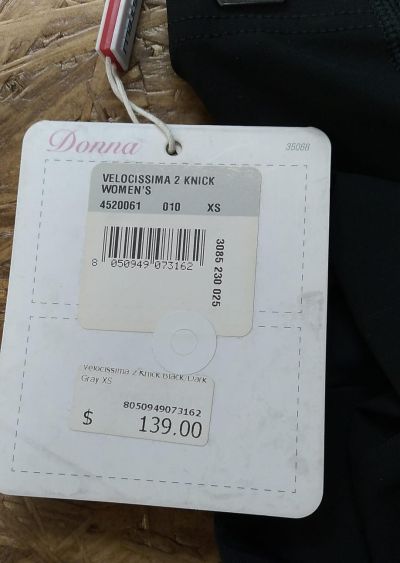 Donna
35068
VELOCISSIMA 2 KNICK
WOMEN'S
4520061 010 XS
8 050949 073162
3085 230 025
Velocissima 2 Knick Black/Dark
Gray XS
8050949073162
$ 139.00